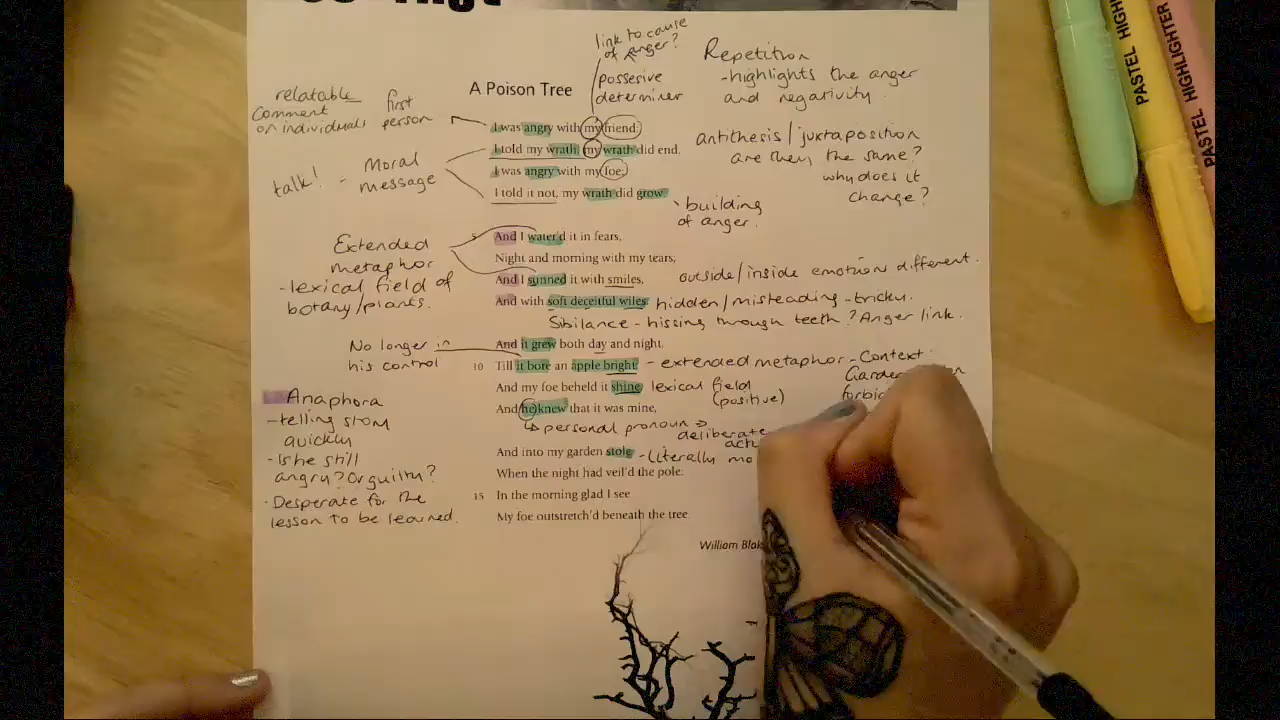 link to cause
of anger?
Repetition
- highlights the anger
and negativity.
possesive
determiner
A Poison Tree
relatable
Comment
on individuals
first
person
I was angry with my friend:
I told my wrath, my wrath did end.
I was angry with my foe:
I told it not, my wrath did grow.
antithesis/juxtaposition
are they the same?
why does it
change?
talk! - Moral
message
building
of anger.
5 And I water'd it in fears,
Night and morning with my tears;
And I sunned it with smiles,
And with soft deceitful wiles.
Extended
metaphor
- lexical field of
botany/plants.
outside/inside emotion different.
hidden/misleading - tricky.
Sibilance - hissing through teeth? Anger link.
No longer in
his control
And it grew both day and night,
10 Till it bore an apple bright
And my foe beheld it shine,
And he knew that it was mine,
- extended metaphor - Context:
Garden
lexical field
(positive)
↳ personal pronoun =>
deliberate
Anaphora
- telling story
quickly
- Is he still
angry? Or guilty?
- Desperate for the
lesson to be learned.
And into my garden stole
- Literally
When the night had veil'd the pole:
15 In the morning glad I see
My foe outstretch'd beneath the tree.
William
PASTEL HIGH
PASTEL HIGHLIGHTER
PASTEL